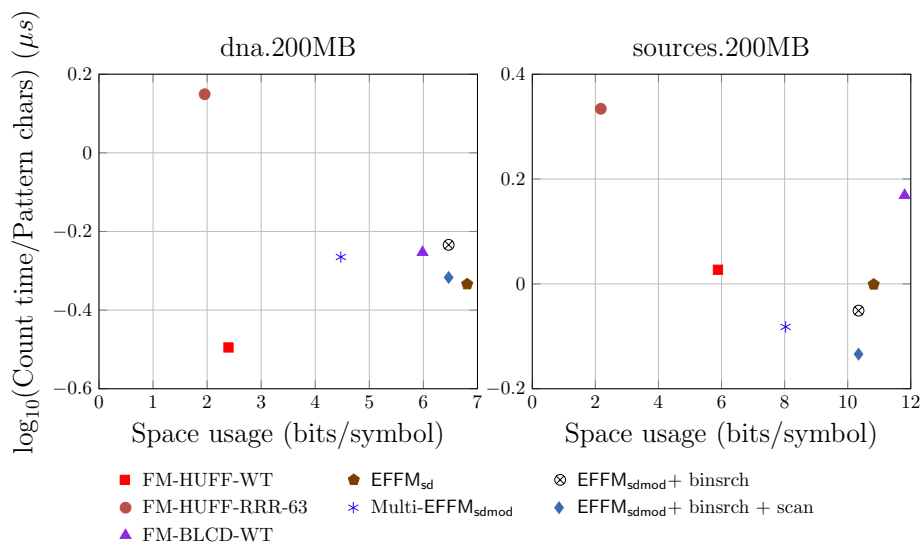 dna.200MB
sources.200MB
log10(Count time/Pattern chars) (μs)
0.2
0
−0.2
−0.4
−0.6
0 1 2 3 4 5 6 7
Space usage (bits/symbol)
0.4
0.2
0
−0.2
0 2 4 6 8 10 12
Space usage (bits/symbol)
FM-HUFF-WT
FM-HUFF-RRR-63
FM-BLCD-WT
EFFMsd
Multi-EFFMsdmod
EFFMsdmod+ binsrch
EFFMsdmod+ binsrch + scan